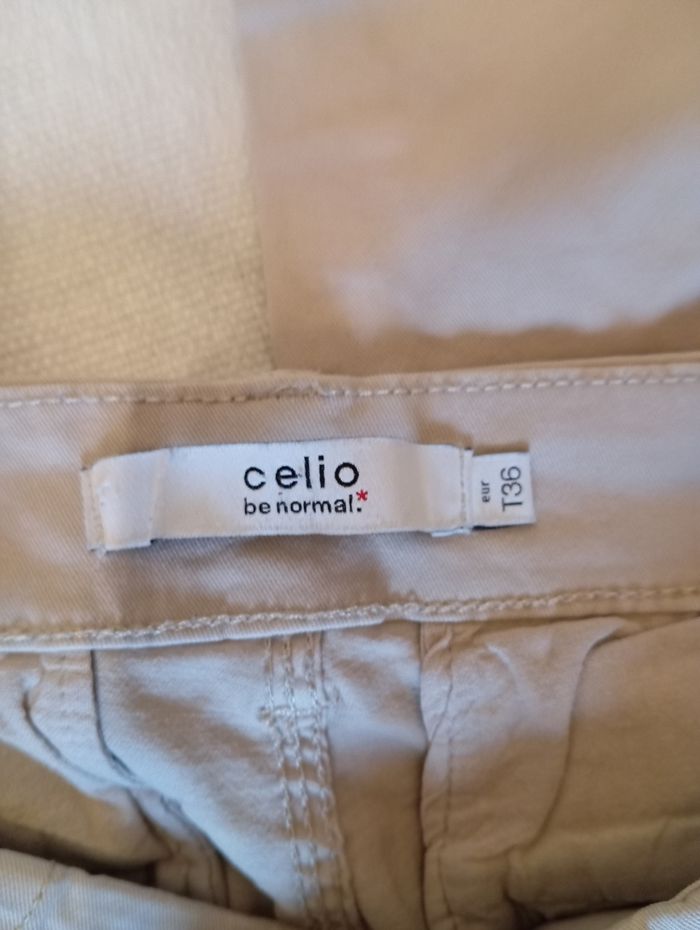 celio
be normal.*
eur
T36